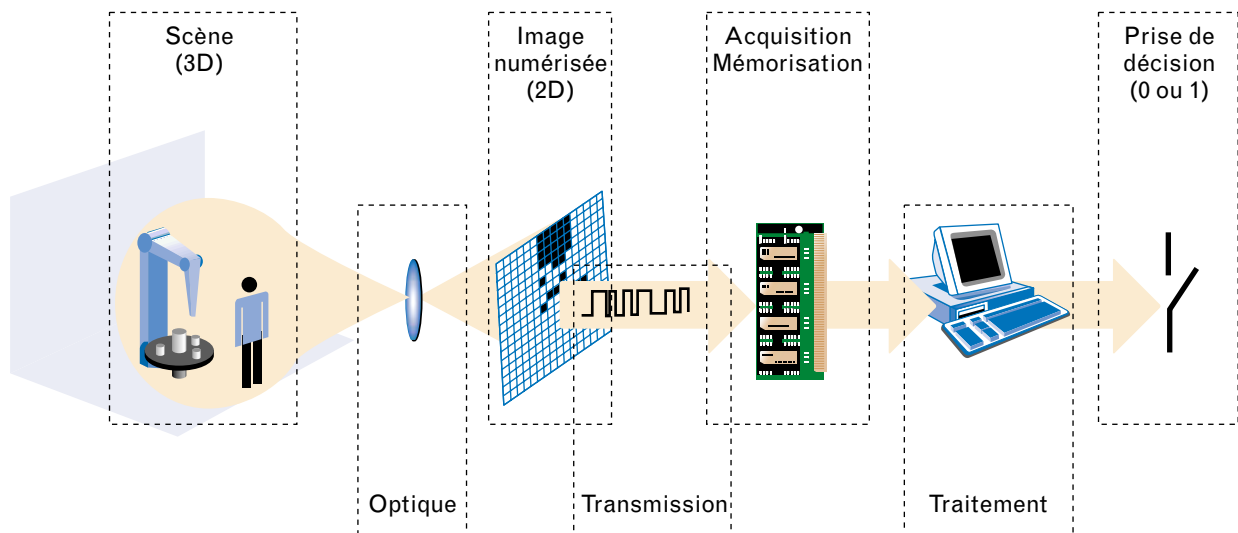 Scène
(3D)
Image
numérisée
(2D)
Acquisition
Mémorisation
Prise de
décision
(0 ou 1)
Optique
Transmission
Traitement